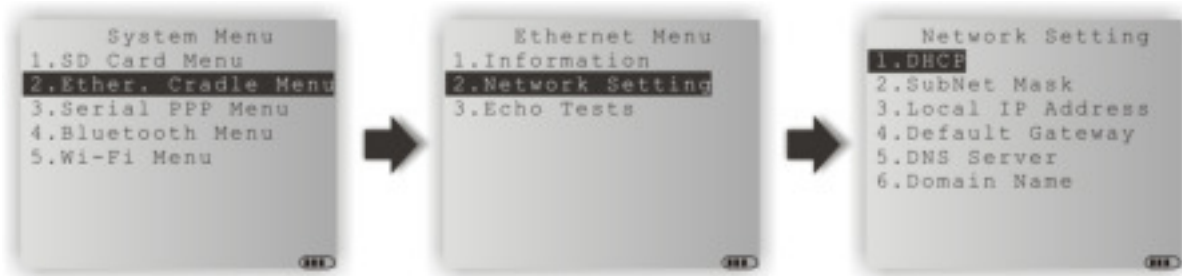 System Menu
1.SD Card Menu
2.Ether. Cradle Menu
3.Serial PPP Menu
4.Bluetooth Menu
5.Wi-Fi Menu
Ethernet Menu
1.Information
2.Network Setting
3.Echo Tests
Network Setting
1.DHCP
2.SubNet Mask
3.Local IP Address
4.Default Gateway
5.DNS Server
6.Domain Name